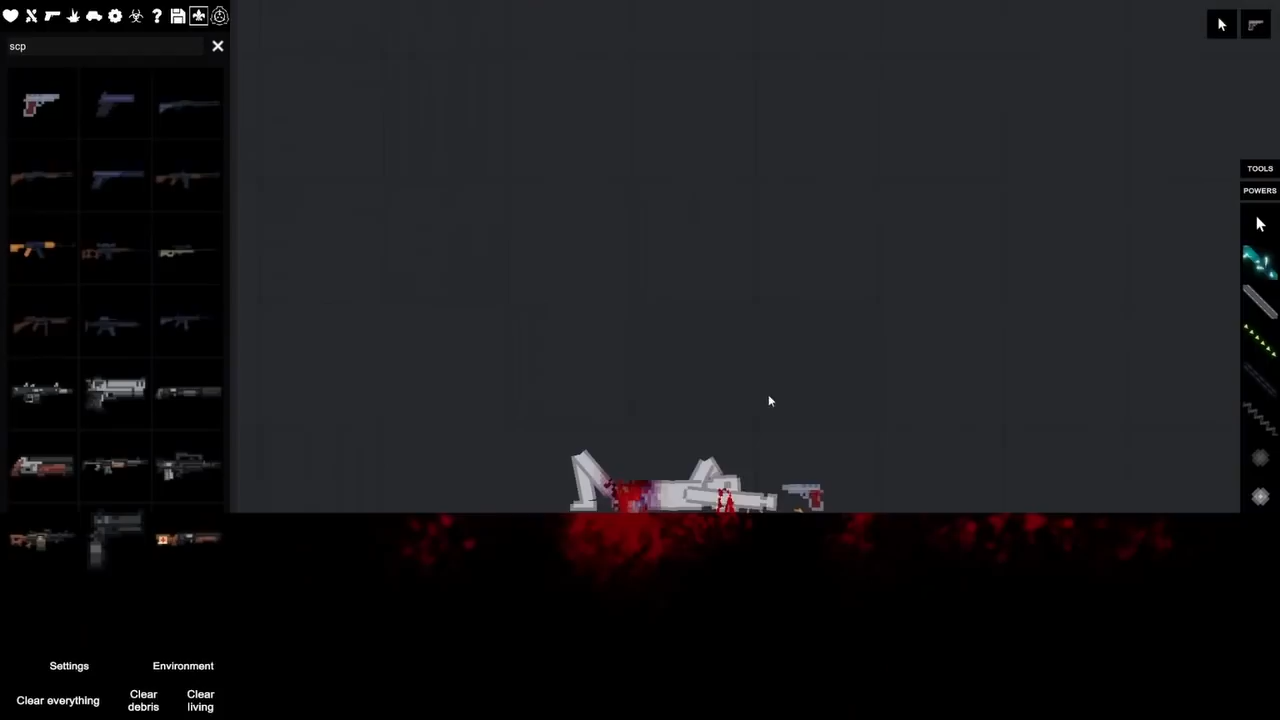 scp
TOOLS
POWERS
Settings
Environment
Clear everything
Clear
debris
Clear
living